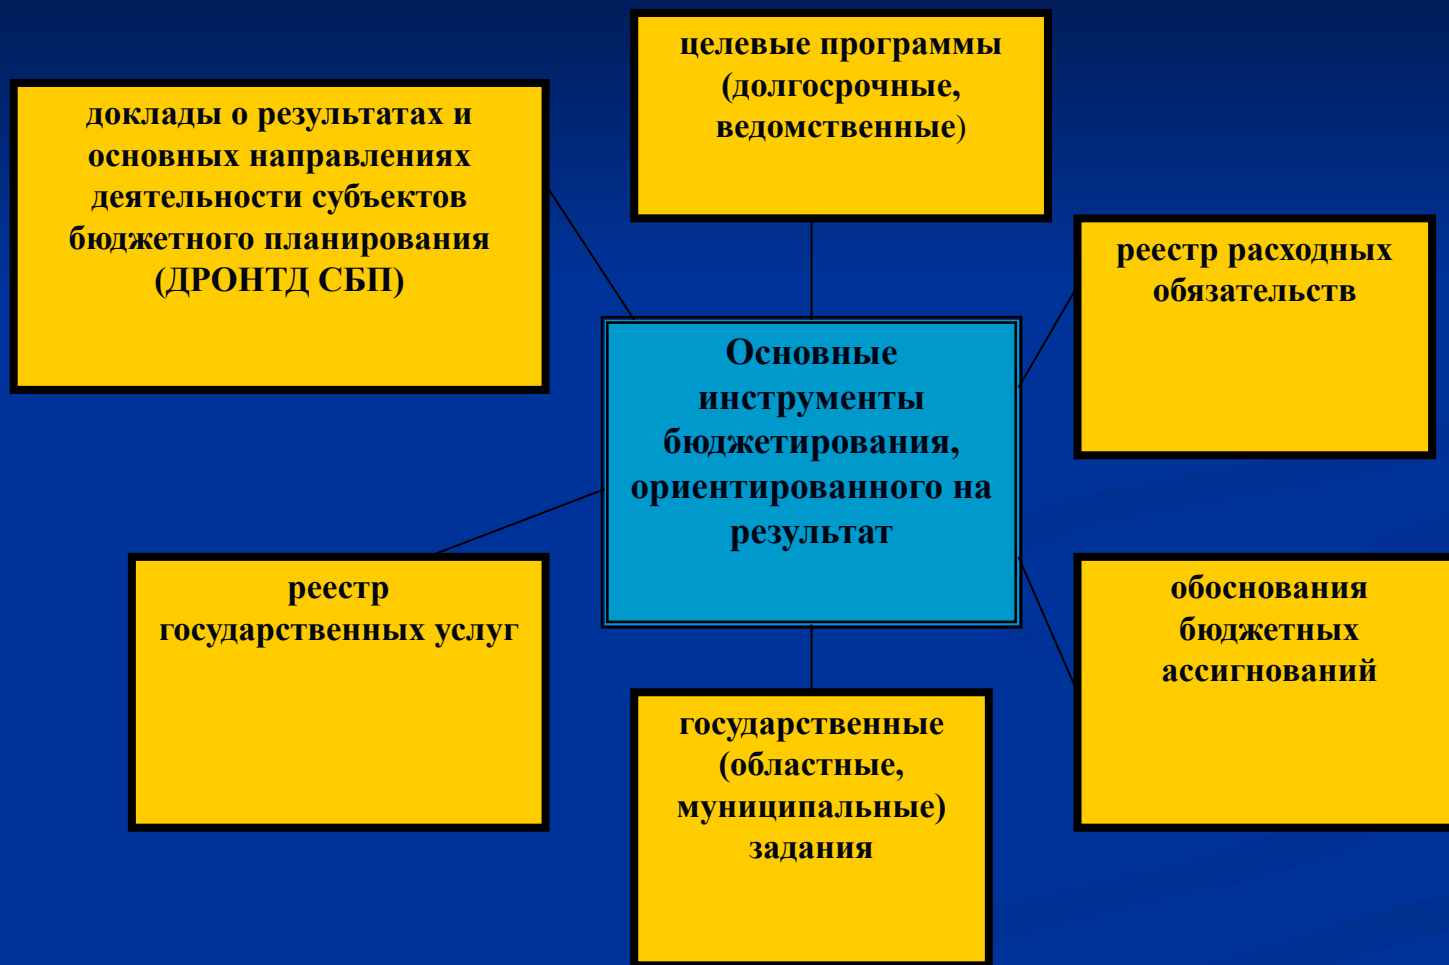 целевые программы
(долгосрочные,
ведомственные)
доклады о результатах и
основных направлениях
деятельности субъектов
бюджетного планирования
(ДРОНТД СБП)
реестр расходных
обязательств
Основные
инструменты
бюджетирования,
ориентированного на
результат
реестр
государственных услуг
обоснования
бюджетных
ассигнований
государственные
(областные,
муниципальные)
задания